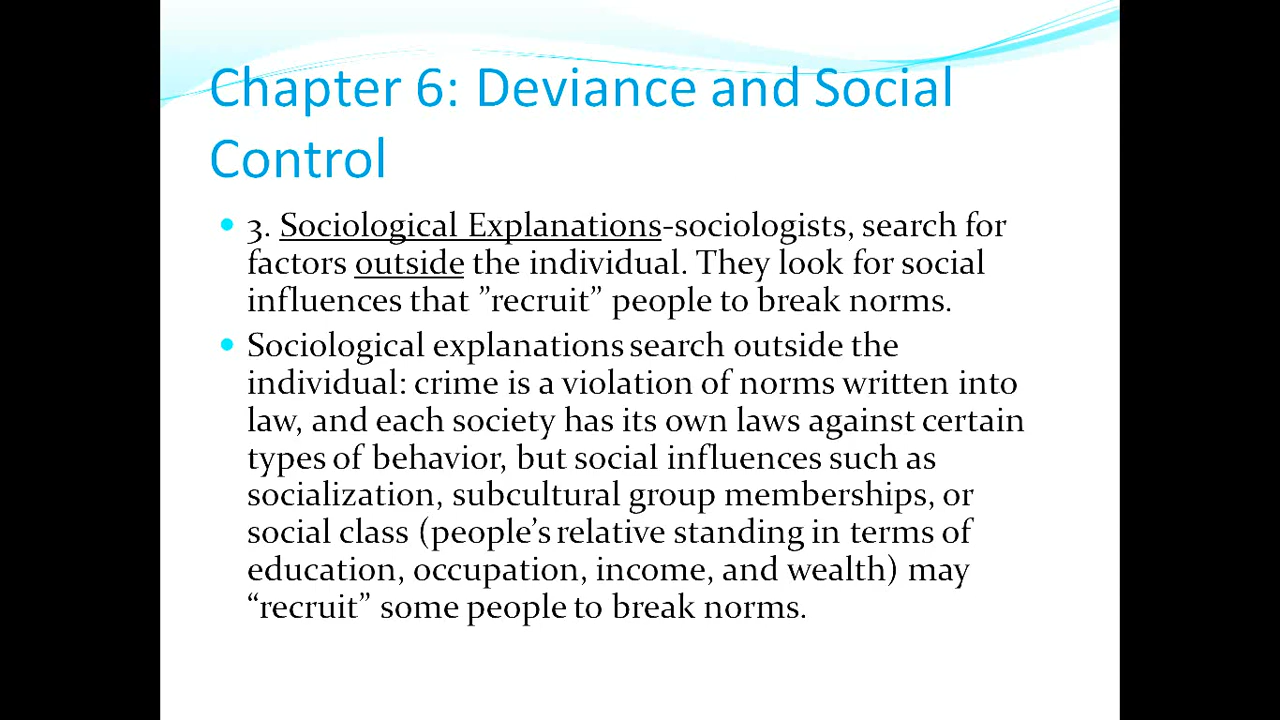 Chapter 6: Deviance and Social
Control
• 3. Sociological Explanations-sociologists, search for
factors outside the individual. They look for social
influences that ”recruit” people to break norms.
• Sociological explanations search outside the
individual: crime is a violation of norms written into
law, and each society has its own laws against certain
types of behavior, but social influences such as
socialization, subcultural group memberships, or
social class (people’s relative standing in terms of
education, occupation, income, and wealth) may
“recruit” some people to break norms.